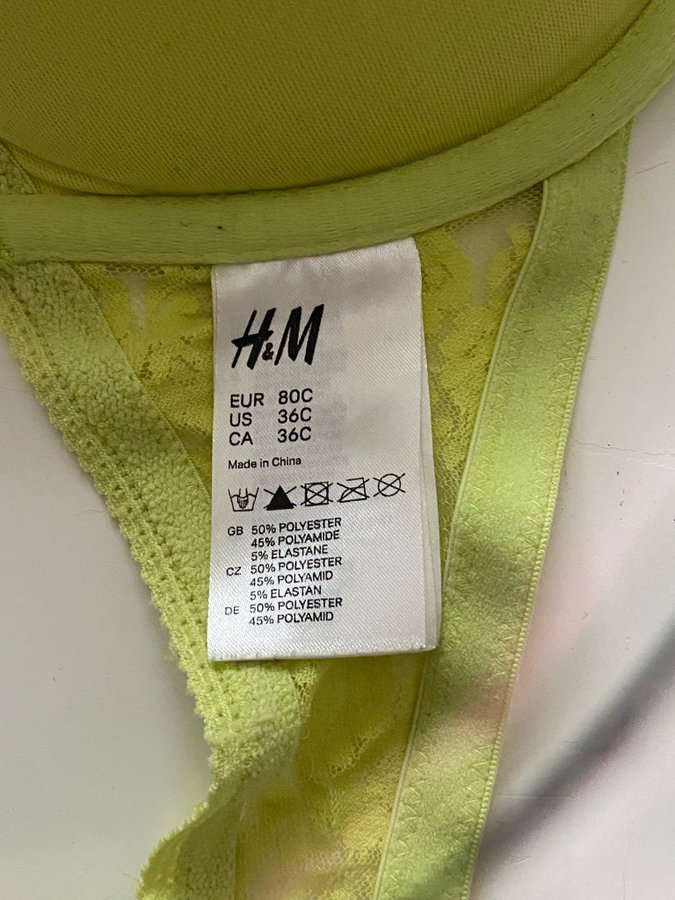 H&M
EUR 80C
US 36C
CA 36C
Made in China
GB 50% POLYESTER
45% POLYAMIDE
5% ELASTANE
CZ 50% POLYESTER
45% POLYAMID
5% ELASTAN
DE 50% POLYESTER
45% POLYAMID